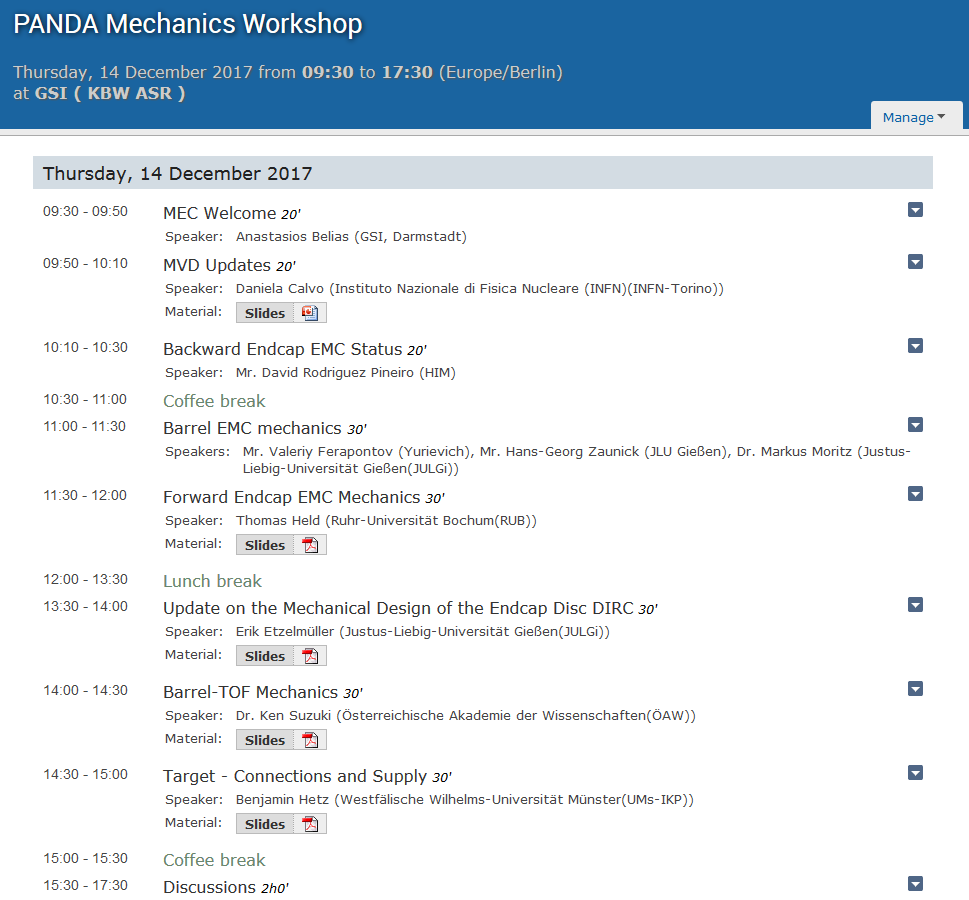 PANDA Mechanics Workshop
Thursday, 14 December 2017 from 09:30 to 17:30 (Europe/Berlin)
at GSI ( KBW ASR )
Manage
Thursday, 14 December 2017
09:30 - 09:50 MEC Welcome 20'
Speaker: Anastasios Belias (GSI, Darmstadt)
09:50 - 10:10 MVD Updates 20'
Speaker: Daniela Calvo (Instituto Nazionale di Fisica Nucleare (INFN)(INFN-Torino))
Material: Slides
10:10 - 10:30 Backward Endcap EMC Status 20'
Speaker: Mr. David Rodriguez Pineiro (HIM)
10:30 - 11:00 Coffee break
11:00 - 11:30 Barrel EMC mechanics 30'
Speakers: Mr. Valeriy Ferapontov (Yurievich), Mr. Hans-Georg Zaunick (JLU Gießen), Dr. Markus Moritz (Justus-
Liebig-Universität Gießen(JULGi))
11:30 - 12:00 Forward Endcap EMC Mechanics 30'
Speaker: Thomas Held (Ruhr-Universität Bochum(RUB))
Material: Slides
12:00 - 13:30 Lunch break
13:30 - 14:00 Update on the Mechanical Design of the Endcap Disc DIRC 30'
Speaker: Erik Etzelmüller (Justus-Liebig-Universität Gießen(JULGi))
Material: Slides
14:00 - 14:30 Barrel-TOF Mechanics 30'
Speaker: Dr. Ken Suzuki (Österreichische Akademie der Wissenschaften(ÖAW))
Material: Slides
14:30 - 15:00 Target - Connections and Supply 30'
Speaker: Benjamin Hetz (Westfälische Wilhelms-Universität Münster(UMs-IKP))
Material: Slides
15:00 - 15:30 Coffee break
15:30 - 17:30 Discussions 2h0'